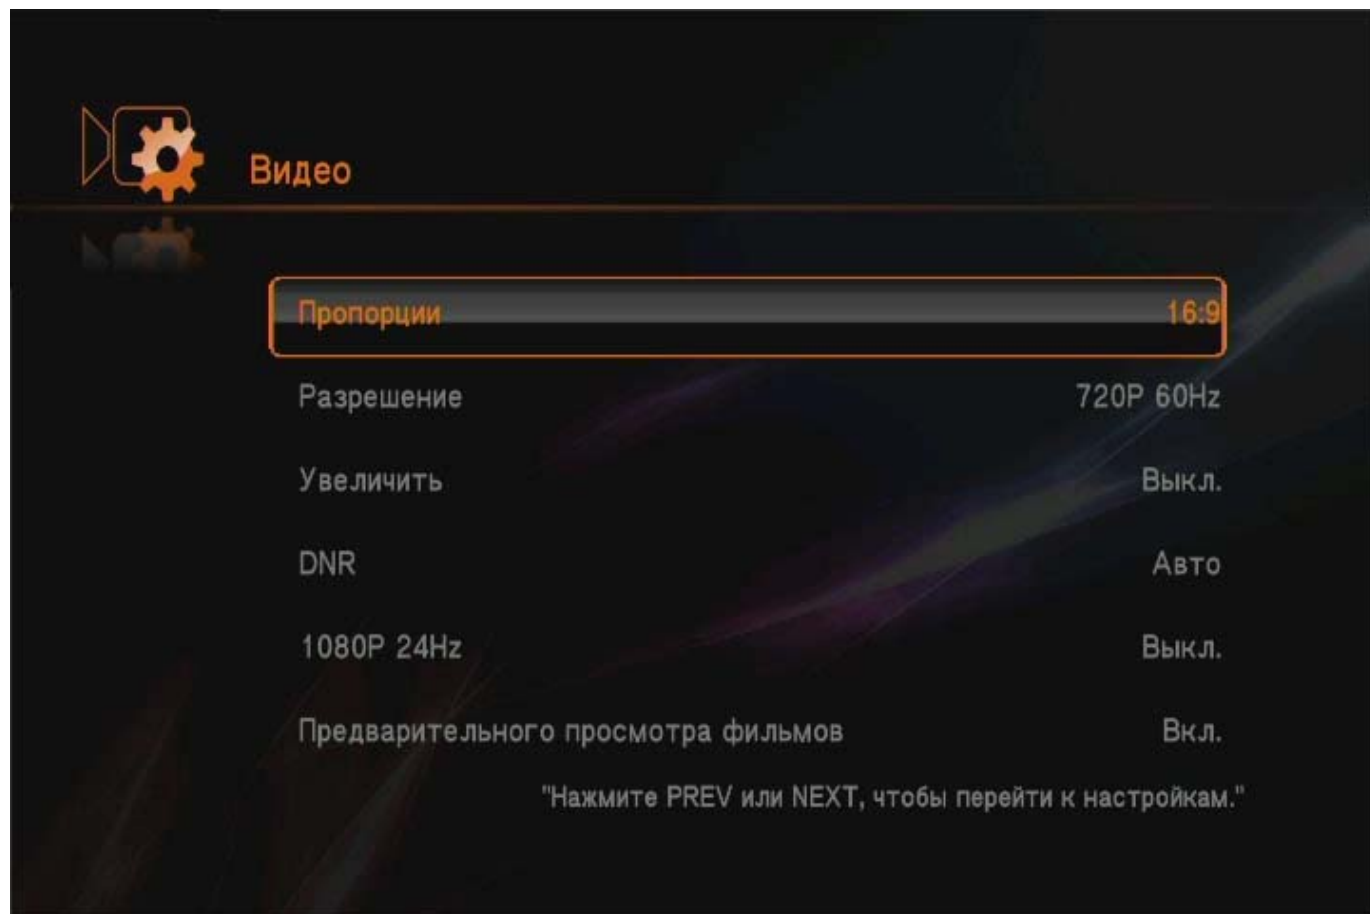 Видео
Пропорции 16:9
Разрешение 720P 60Hz
Увеличить Выкл.
DNR Авто
1080P 24Hz Выкл.
Предварительного просмотра фильмов Вкл.
"Нажмите PREV или NEXT, чтобы перейти к настройкам."